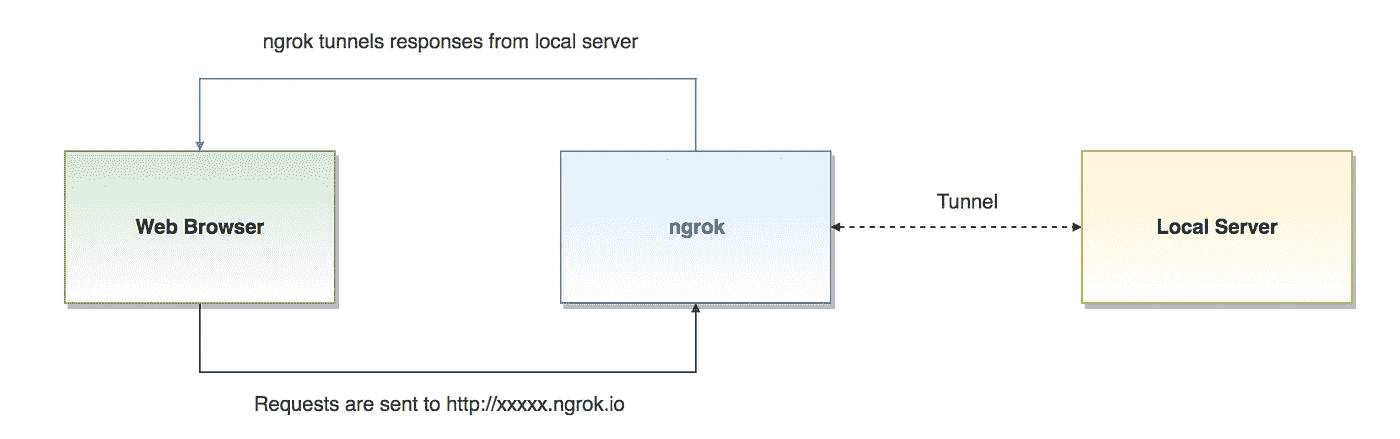 ngrok tunnels responses from local server
Web Browser
ngrok
Tunnel
Local Server
Requests are sent to http://xxxxx.ngrok.io